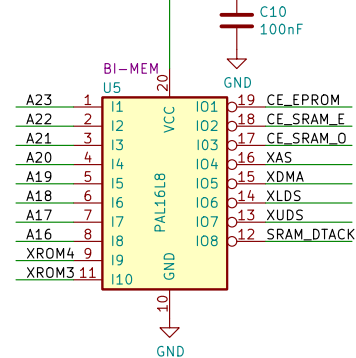 C10
100nF
GND
BI-MEM
U5
20
VCC
A23 1 I1 IO1 19 CE_EPROM
A22 2 I2 IO2 18 CE_SRAM_E
A21 3 I3 IO3 17 CE_SRAM_O
A20 4 I4 IO4 16 XAS
A19 5 I5 IO5 15 XDMA
A18 6 I6 IO6 14 XLDS
A17 7 I7 IO7 13 XUDS
A16 8 I8 IO8 12 SRAM_DTACK
XROM4 9 I9
XROM3 11 I10
PAL16L8
GND
10
GND